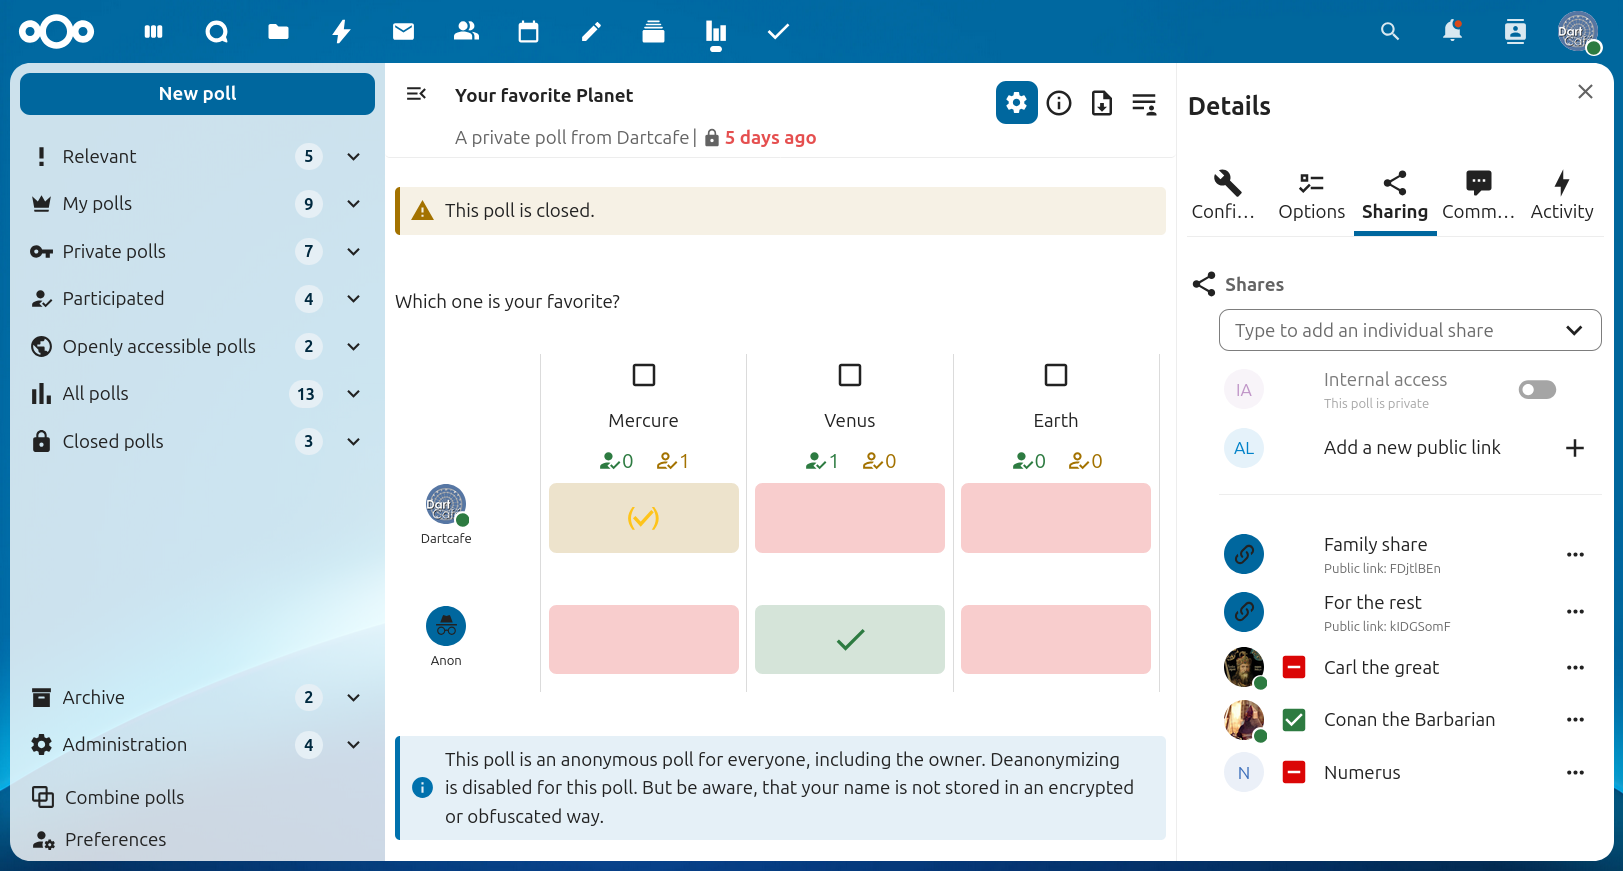 Dart
Cafe
New poll
Relevant 5
My polls 9
Private polls 7
Participated 4
Openly accessible polls 2
All polls 13
Closed polls 3
Archive 2
Administration 4
Combine polls
Preferences
Your favorite Planet
A private poll from Dartcafe | 5 days ago
This poll is closed.
Which one is your favorite?
Mercure Venus Earth
0 1 1 0 0 0
Dart
Cafe
Dartcafe
Anon
This poll is an anonymous poll for everyone, including the owner. Deanonymizing
is disabled for this poll. But be aware, that your name is not stored in an encrypted
or obfuscated way.
Details
Confi... Options Sharing Comm... Activity
Shares
Type to add an individual share
IA Internal access
This poll is private
AL Add a new public link
Family share
Public link: FDjtlBEn
For the rest
Public link: kIDGSomF
Carl the great
Conan the Barbarian
N Numerus